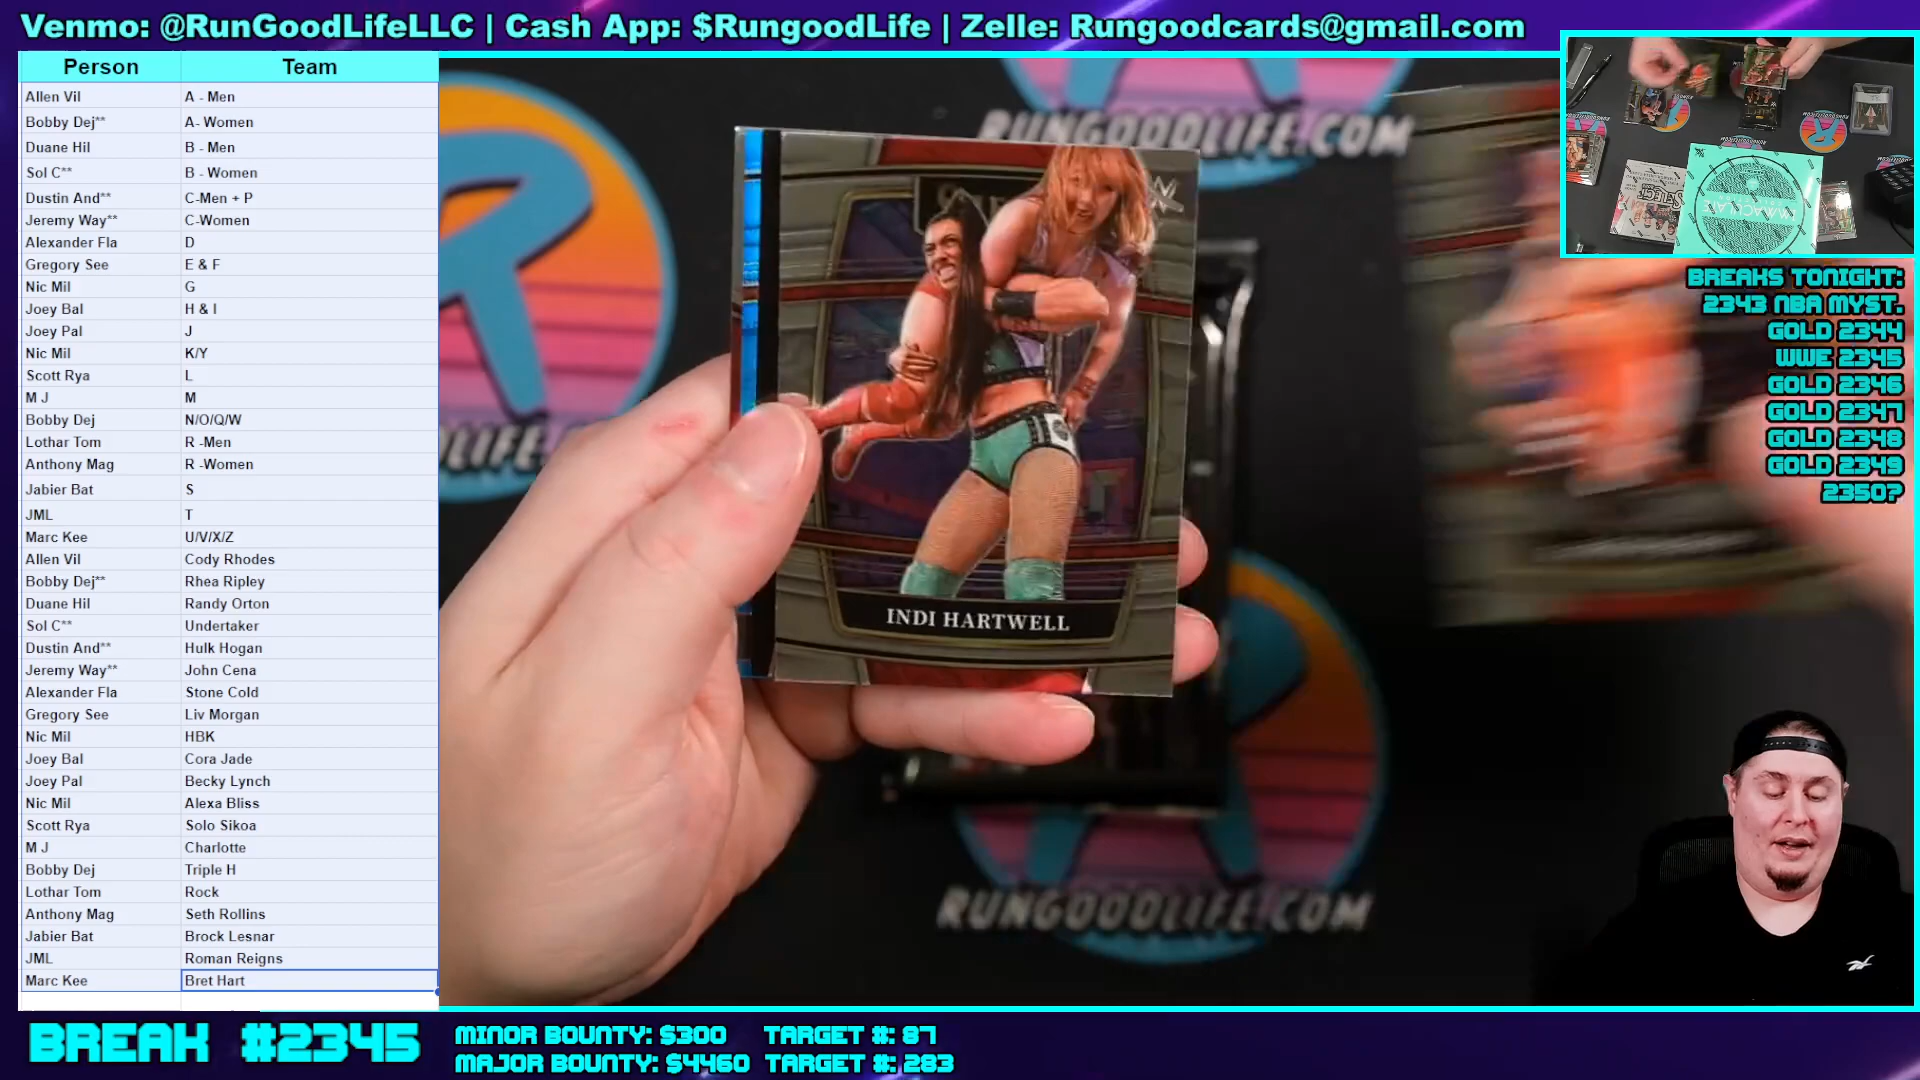 Venmo: @RunGoodLifeLLC | Cash App: $RungoodLife | Zelle: Rungoodcards@gmail.com
Person Team
Allen Vil A - Men
Bobby Dej** A- Women
Duane Hil B - Men
Sol C** B - Women
Dustin And** C-Men + P
Jeremy Way** C-Women
Alexander Fla D
Gregory See E & F
Nic Mil G
Joey Bal H & I
Joey Pal J
Nic Mil K/Y
Scott Rya L
M J M
Bobby Dej N/O/Q/W
Lothar Tom R -Men
Anthony Mag R -Women
Jabier Bat S
JML T
Marc Kee U/V/X/Z
Allen Vil Cody Rhodes
Bobby Dej** Rhea Ripley
Duane Hil Randy Orton
Sol C** Undertaker
Dustin And** Hulk Hogan
Jeremy Way** John Cena
Alexander Fla Stone Cold
Gregory See Liv Morgan
Nic Mil HBK
Joey Bal Cora Jade
Joey Pal Becky Lynch
Nic Mil Alexa Bliss
Scott Rya Solo Sikoa
M J Charlotte
Bobby Dej Triple H
Lothar Tom Rock
Anthony Mag Seth Rollins
Jabier Bat Brock Lesnar
JML Roman Reigns
Marc Kee Bret Hart
RUNGOODLIFE.COM
LIFE.COM
INDI HARTWELL
RUNGOODLIFE.COM
SELECT
IMMACULATE
BREAKS TONIGHT:
2343 NBA MYST.
GOLD 2344
WWE 2345
GOLD 2346
GOLD 2347
GOLD 2348
GOLD 2349
2350?
BREAK #2345
MINOR BOUNTY: $300 TARGET #: 87
MAJOR BOUNTY: $4460 TARGET #: 283